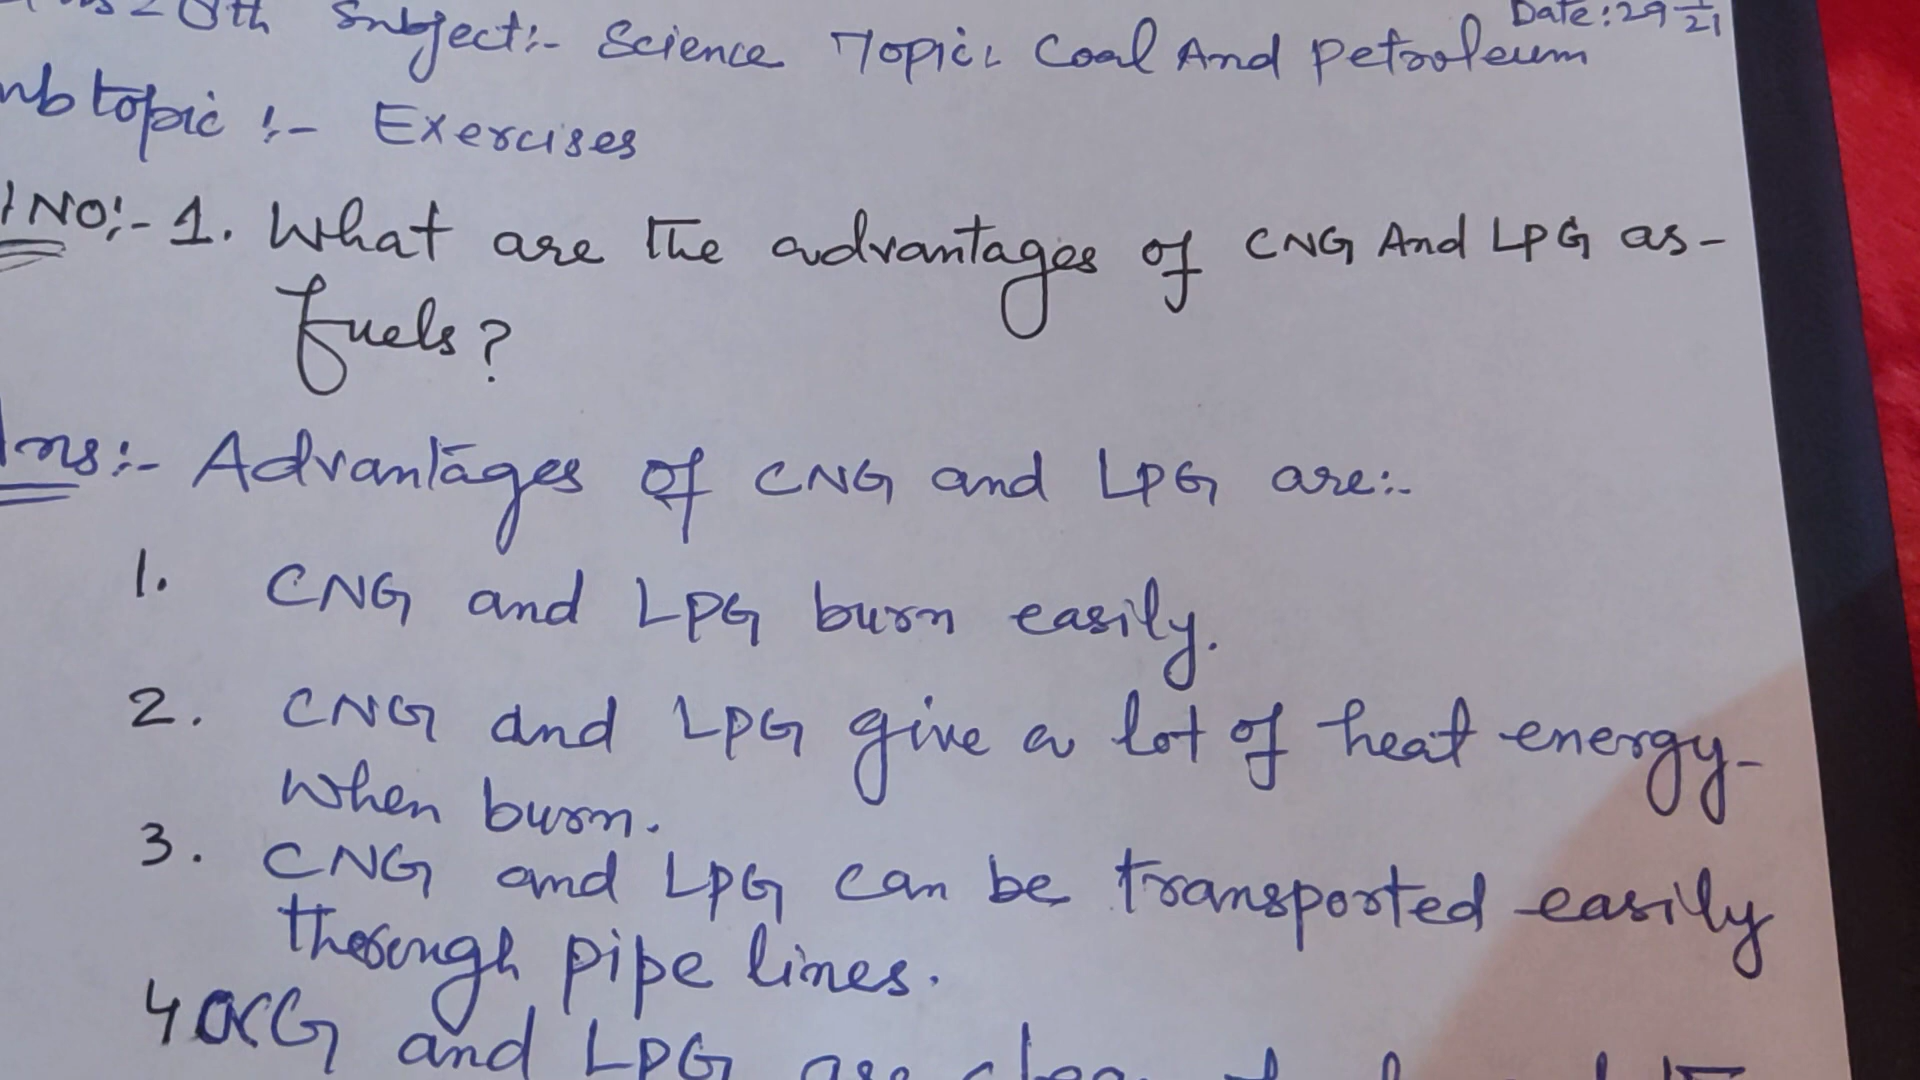 8th Subject:- Science Topic: Coal And Petroleum Date: 29
topic :- Exercises
NO:- 1. What are the advantages of CNG And LPG as-
fuels?
Ans:- Advantages of CNG and LPG are:-
1. CNG and LPG burn easily.
2. CNG and LPG give a lot of heat energy-
when burn.
3. CNG and LPG can be transported easily
through pipe lines.
4 and LPG are